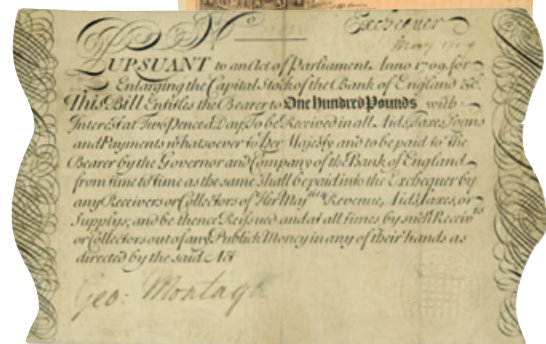 Exchequer
May 1709
PURSUANT to an Act of Parliament Anno 1709. for
Enlarging the Capital Stock of the Bank of England &c.
This Bill Entitles the Bearer to One Hundred Pounds with
Interest at Two Pence a Day, To be Received in all Aids, Taxes, Loans
and Payments whatsoever to Her Majesty and to be paid to the
Bearer by the Governor and Company of the Bank of England
from time to time as the same shall be paid into the Exchequer by
any Receivers or Collectors of Her Majties Revenue, Aids, Taxes, or
Supplys; and be thence Reissued and at all times by such Receivrs
or Collectors out of any Publick Money in any of their hands as
directed by the said Act
Geo: Montagu